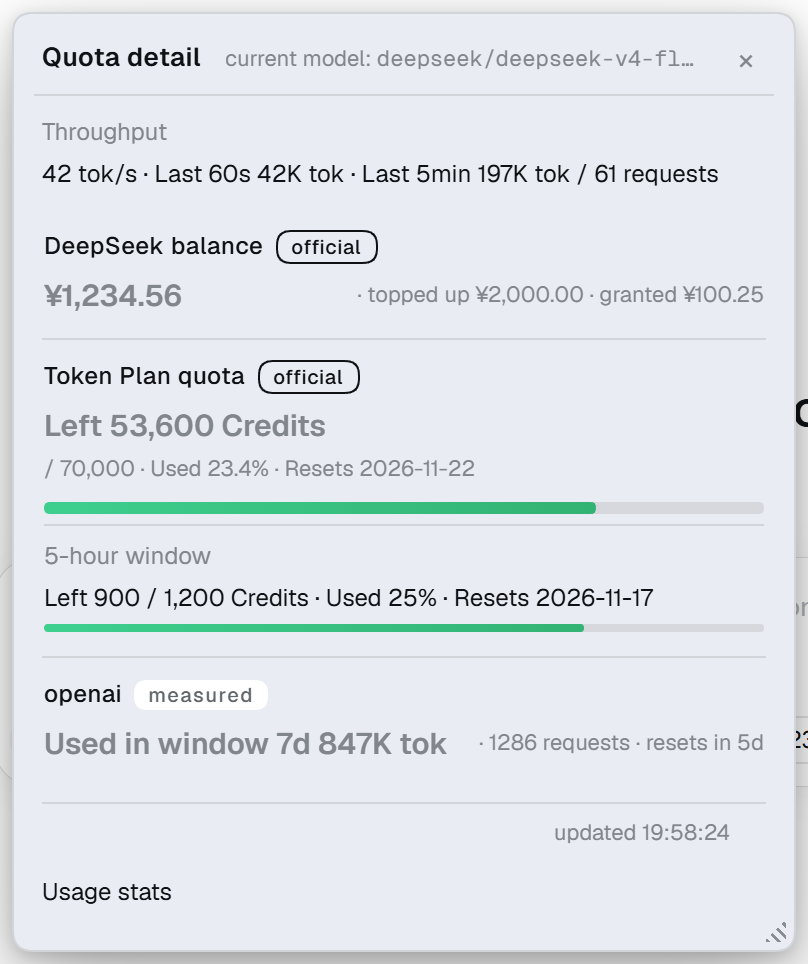 Quota detail current model: deepseek/deepseek-v4-fl… ×
Throughput
42 tok/s · Last 60s 42K tok · Last 5min 197K tok / 61 requests
DeepSeek balance official
¥1,234.56 · topped up ¥2,000.00 · granted ¥100.25
Token Plan quota official
Left 53,600 Credits
/ 70,000 · Used 23.4% · Resets 2026-11-22
5-hour window
Left 900 / 1,200 Credits · Used 25% · Resets 2026-11-17
openai measured
Used in window 7d 847K tok · 1286 requests · resets in 5d
updated 19:58:24
Usage stats